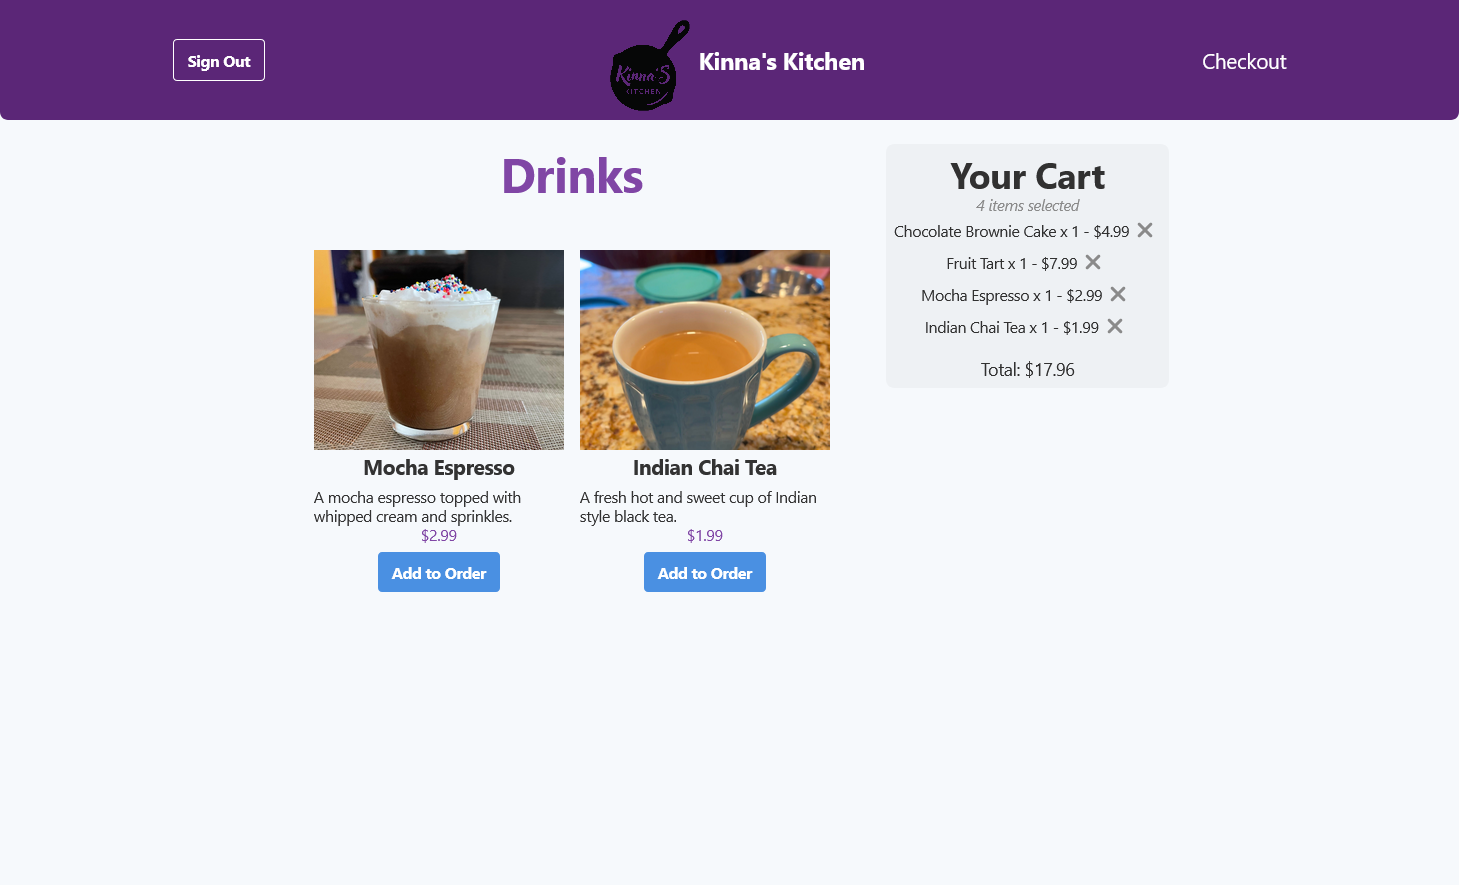 Sign Out
Kinna'S
KITCHEN
Kinna's Kitchen
Checkout
Drinks
Mocha Espresso
A mocha espresso topped with
whipped cream and sprinkles.
$2.99
Add to Order
Indian Chai Tea
A fresh hot and sweet cup of Indian
style black tea.
$1.99
Add to Order
Your Cart
4 items selected
Chocolate Brownie Cake x 1 - $4.99
Fruit Tart x 1 - $7.99
Mocha Espresso x 1 - $2.99
Indian Chai Tea x 1 - $1.99
Total: $17.96